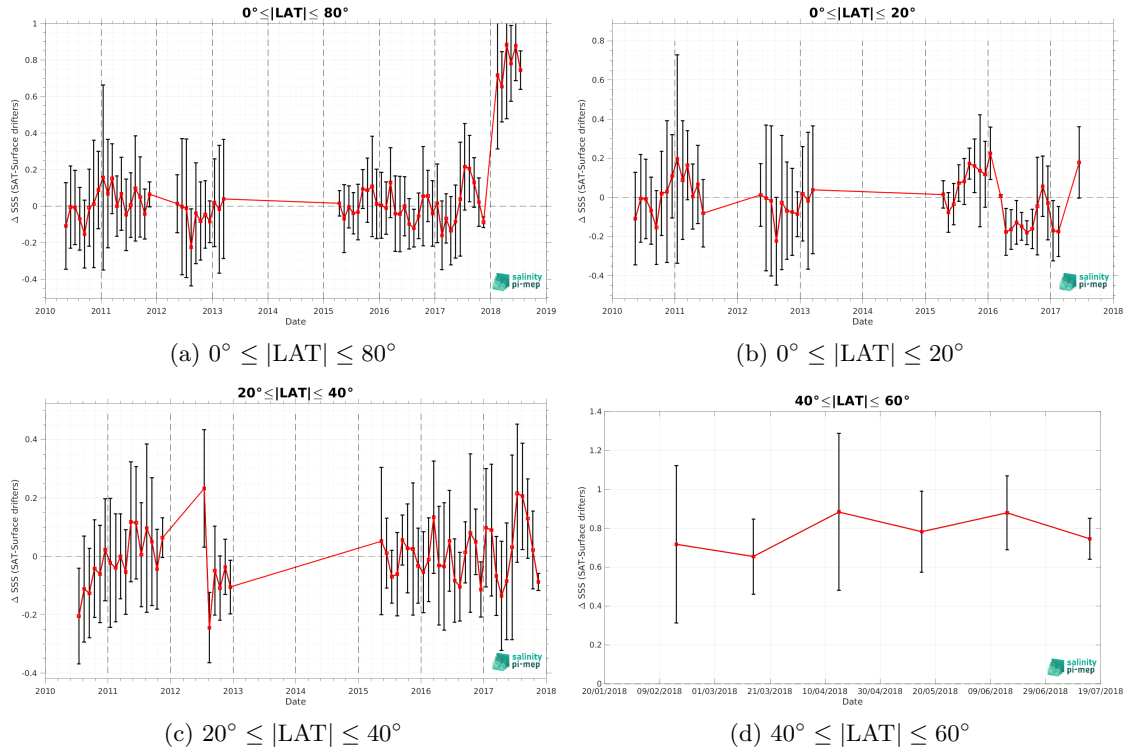 0°≤|LAT|≤ 80°
Δ SSS (SAT-Surface drifters)
1
0.8
0.6
0.4
0.2
0
-0.2
-0.4
2010 2011 2012 2013 2014 2015 2016 2017 2018 2019
Date
salinity
pi-mep
(a) 0° ≤ |LAT| ≤ 80°
0°≤|LAT|≤ 20°
Δ SSS (SAT-Surface drifters)
0.8
0.6
0.4
0.2
0
-0.2
-0.4
2010 2011 2012 2013 2014 2015 2016 2017 2018
Date
salinity
pi-mep
(b) 0° ≤ |LAT| ≤ 20°
20°≤|LAT|≤ 40°
Δ SSS (SAT-Surface drifters)
0.4
0.2
0
-0.2
-0.4
2010 2011 2012 2013 2014 2015 2016 2017 2018
Date
salinity
pi-mep
(c) 20° ≤ |LAT| ≤ 40°
40°≤|LAT|≤ 60°
Δ SSS (SAT-Surface drifters)
1.4
1.2
1
0.8
0.6
0.4
0.2
0
20/01/2018 09/02/2018 01/03/2018 21/03/2018 10/04/2018 30/04/2018 20/05/2018 09/06/2018 29/06/2018 19/07/2018
Date
salinity
pi-mep
(d) 40° ≤ |LAT| ≤ 60°